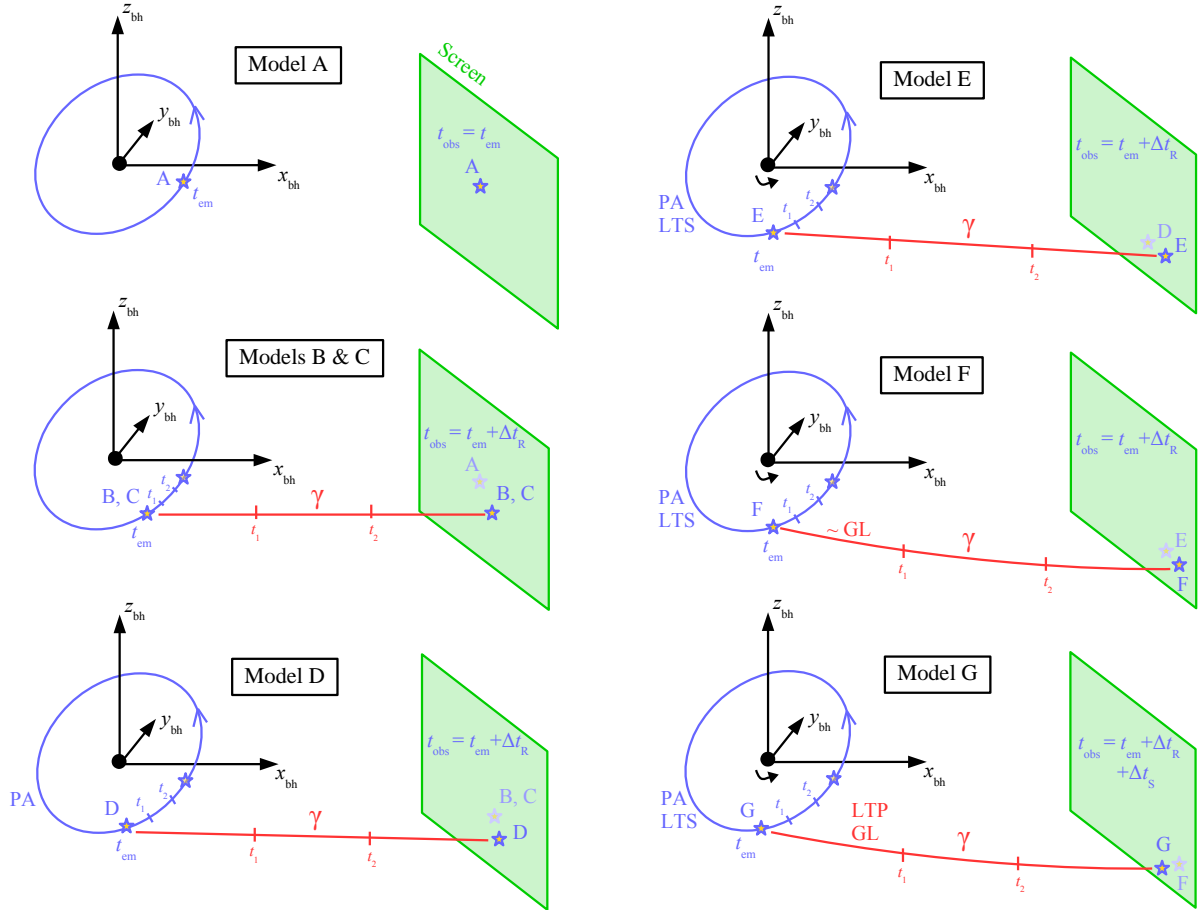 z_bh
Model A
Screen
y_bh
t_obs = t_em
A
A
t_em
x_bh
z_bh
Models B & C
y_bh
t_obs = t_em + Δt_R
A
x_bh
B, C
t_1
t_2
γ
B, C
t_em
t_1
t_2
z_bh
Model D
y_bh
t_obs = t_em + Δt_R
x_bh
PA
D
t_1
t_2
γ
B, C
D
t_em
t_1
t_2
z_bh
Model E
y_bh
t_obs = t_em + Δt_R
x_bh
PA
LTS
E
t_1
t_2
γ
D
E
t_em
t_1
t_2
z_bh
Model F
y_bh
t_obs = t_em + Δt_R
x_bh
PA
LTS
F
t_1
t_2
~ GL
γ
E
F
t_em
t_1
t_2
z_bh
Model G
y_bh
t_obs = t_em + Δt_R
+ Δt_S
x_bh
PA
LTS
G
t_1
t_2
LTP
GL
γ
G
F
t_em
t_1
t_2